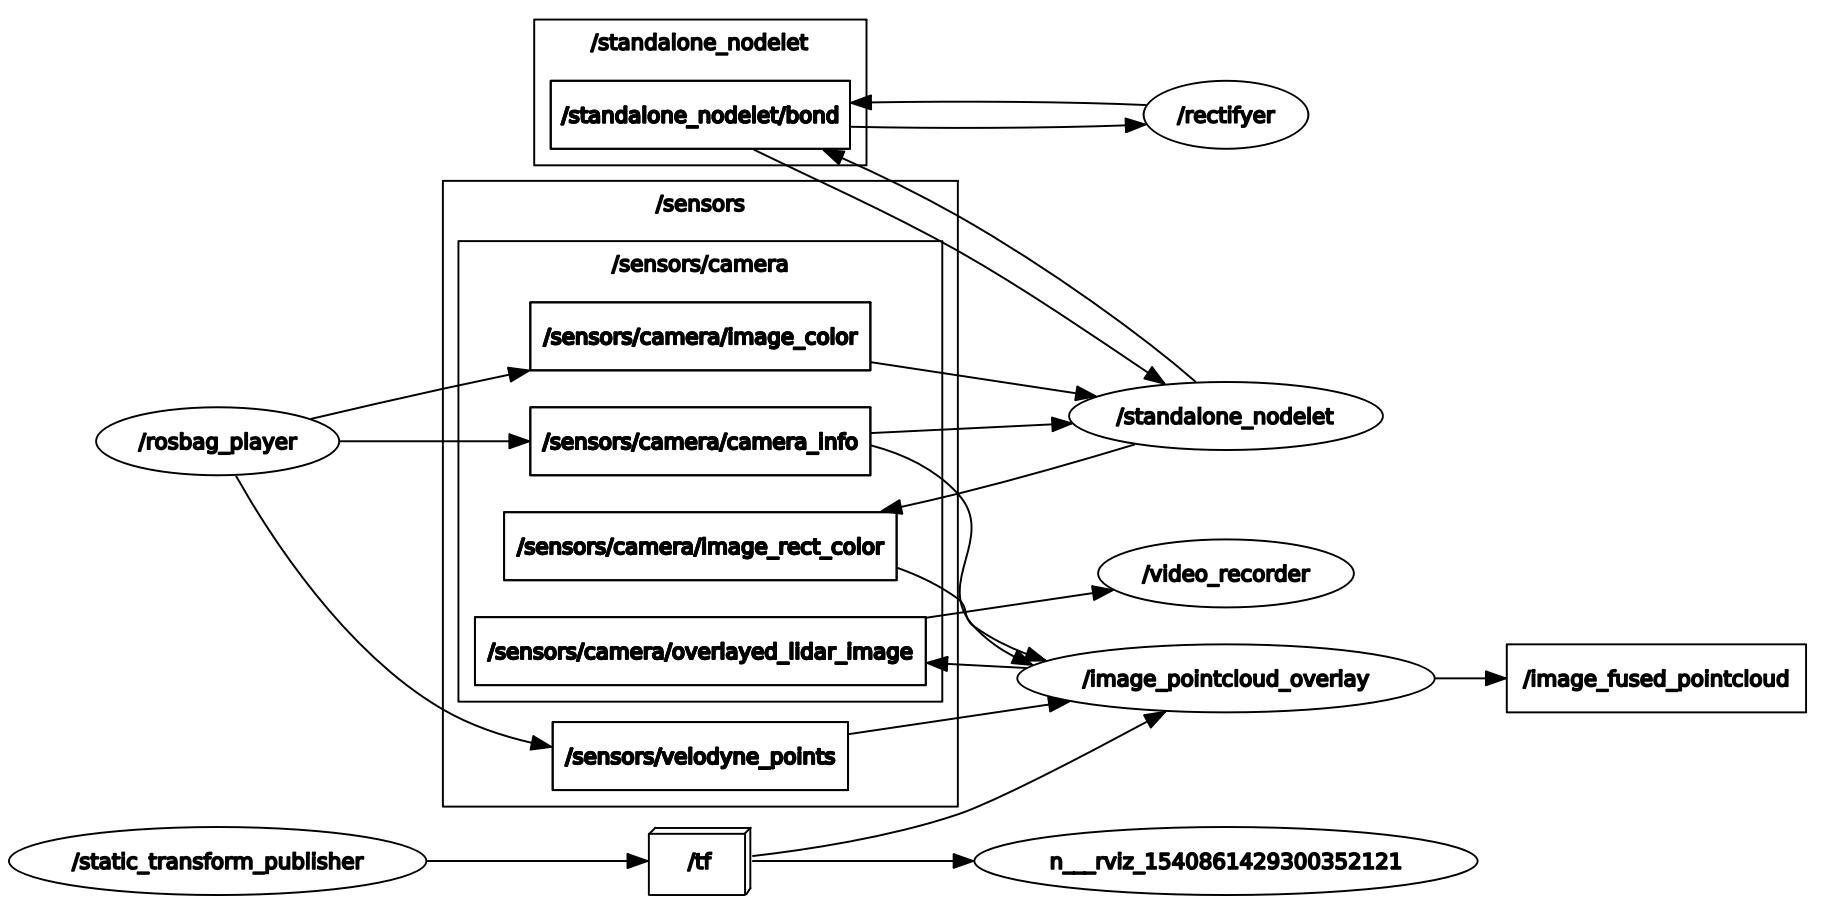 /standalone_nodelet
/standalone_nodelet/bond
/rectifyer
/sensors
/sensors/camera
/sensors/camera/image_color
/standalone_nodelet
/rosbag_player
/sensors/camera/camera_info
/sensors/camera/image_rect_color
/video_recorder
/sensors/camera/overlayed_lidar_image
/image_pointcloud_overlay
/image_fused_pointcloud
/sensors/velodyne_points
/static_transform_publisher
/tf
n___rviz_1540861429300352121